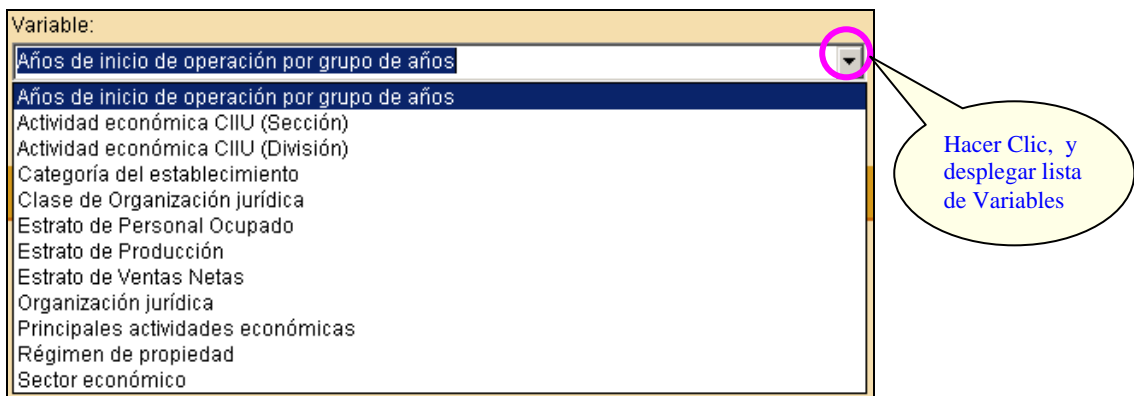 Variable:
Años de inicio de operación por grupo de años
Años de inicio de operación por grupo de años
Actividad económica CIIU (Sección)
Actividad económica CIIU (División)
Categoría del establecimiento
Clase de Organización jurídica
Estrato de Personal Ocupado
Estrato de Producción
Estrato de Ventas Netas
Organización jurídica
Principales actividades económicas
Régimen de propiedad
Sector económico
Hacer Clic, y
desplegar lista
de Variables